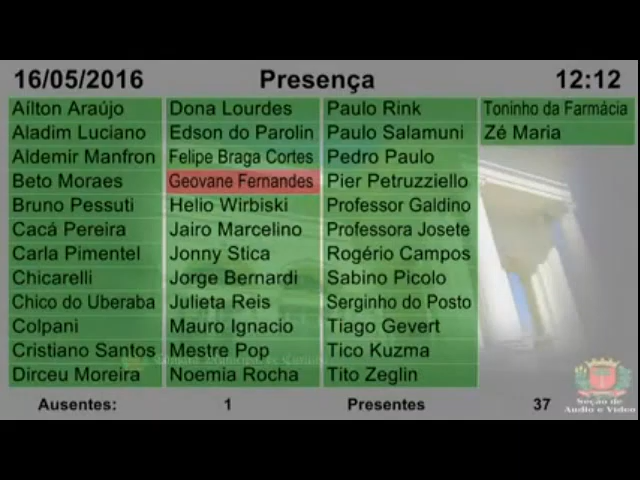 16/05/2016 Presença 12:12
Aílton Araújo Dona Lourdes Paulo Rink Toninho da Farmácia
Aladim Luciano Edson do Parolin Paulo Salamuni Zé Maria
Aldemir Manfron Felipe Braga Cortes Pedro Paulo
Beto Moraes Geovane Fernandes Pier Petruzziello
Bruno Pessuti Helio Wirbiski Professor Galdino
Cacá Pereira Jairo Marcelino Professora Josete
Carla Pimentel Jonny Stica Rogério Campos
Chicarelli Jorge Bernardi Sabino Picolo
Chico do Uberaba Julieta Reis Serginho do Posto
Colpani Mauro Ignacio Tiago Gevert
Cristiano Santos Mestre Pop Tico Kuzma
Dirceu Moreira Noemia Rocha Tito Zeglin
Ausentes: 1 Presentes 37
Seção de
Áudio e Vídeo